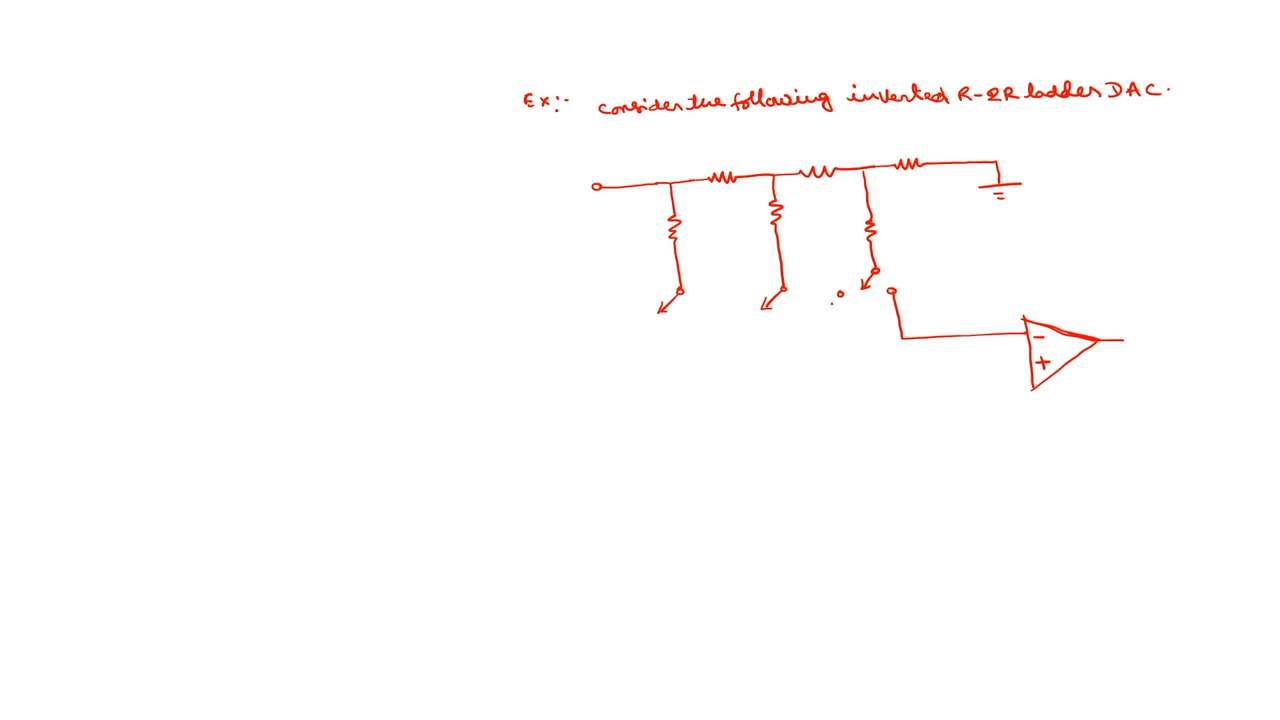 Ex:- Consider the following inverted R-2R ladder DAC.
-
+